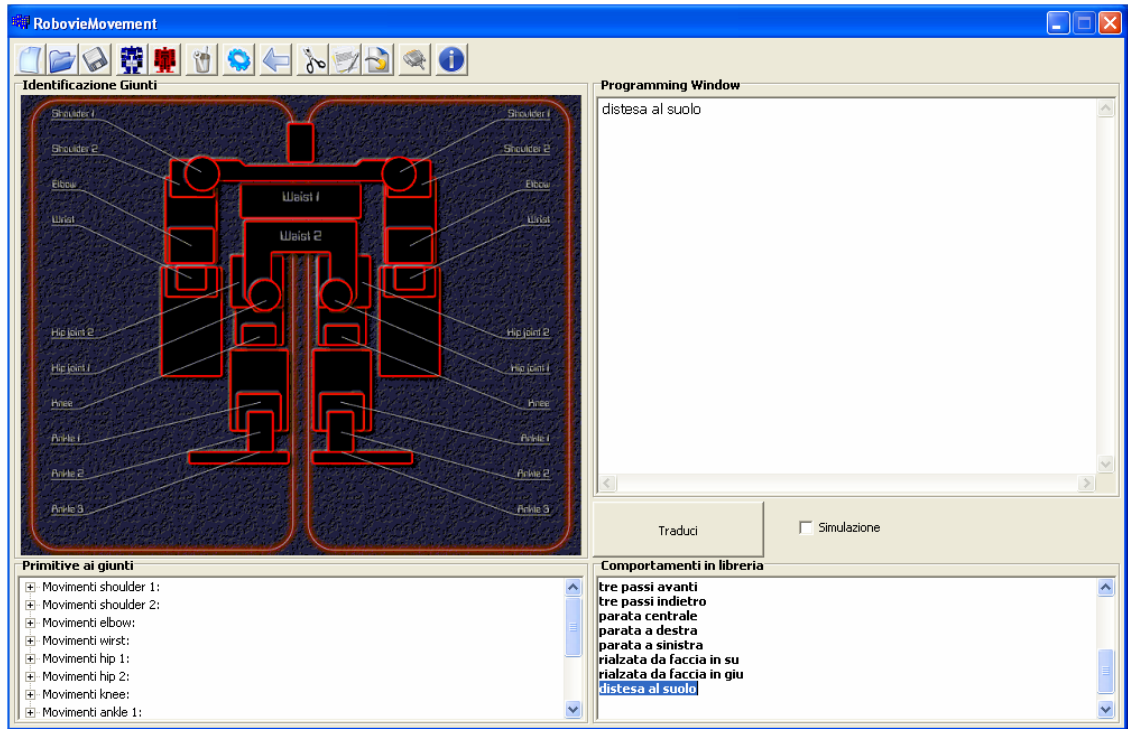 RobovieMovement
Identificazione Giunti
Shoulder 1
Shoulder 2
Elbow
Wrist
Hip joint 2
Hip joint 1
Knee
Ankle 1
Ankle 2
Ankle 3
Waist 1
Waist 2
Shoulder 1
Shoulder 2
Elbow
Wrist
Hip joint 2
Hip joint 1
Knee
Ankle 1
Ankle 2
Ankle 3
Programming Window
distesa al suolo
Traduci
Simulazione
Primitive ai giunti
Movimenti shoulder 1:
Movimenti shoulder 2:
Movimenti elbow:
Movimenti wirst:
Movimenti hip 1:
Movimenti hip 2:
Movimenti knee:
Movimenti ankle 1:
Comportamenti in libreria
tre passi avanti
tre passi indietro
parata centrale
parata a destra
parata a sinistra
rialzata da faccia in su
rialzata da faccia in giu
distesa al suolo